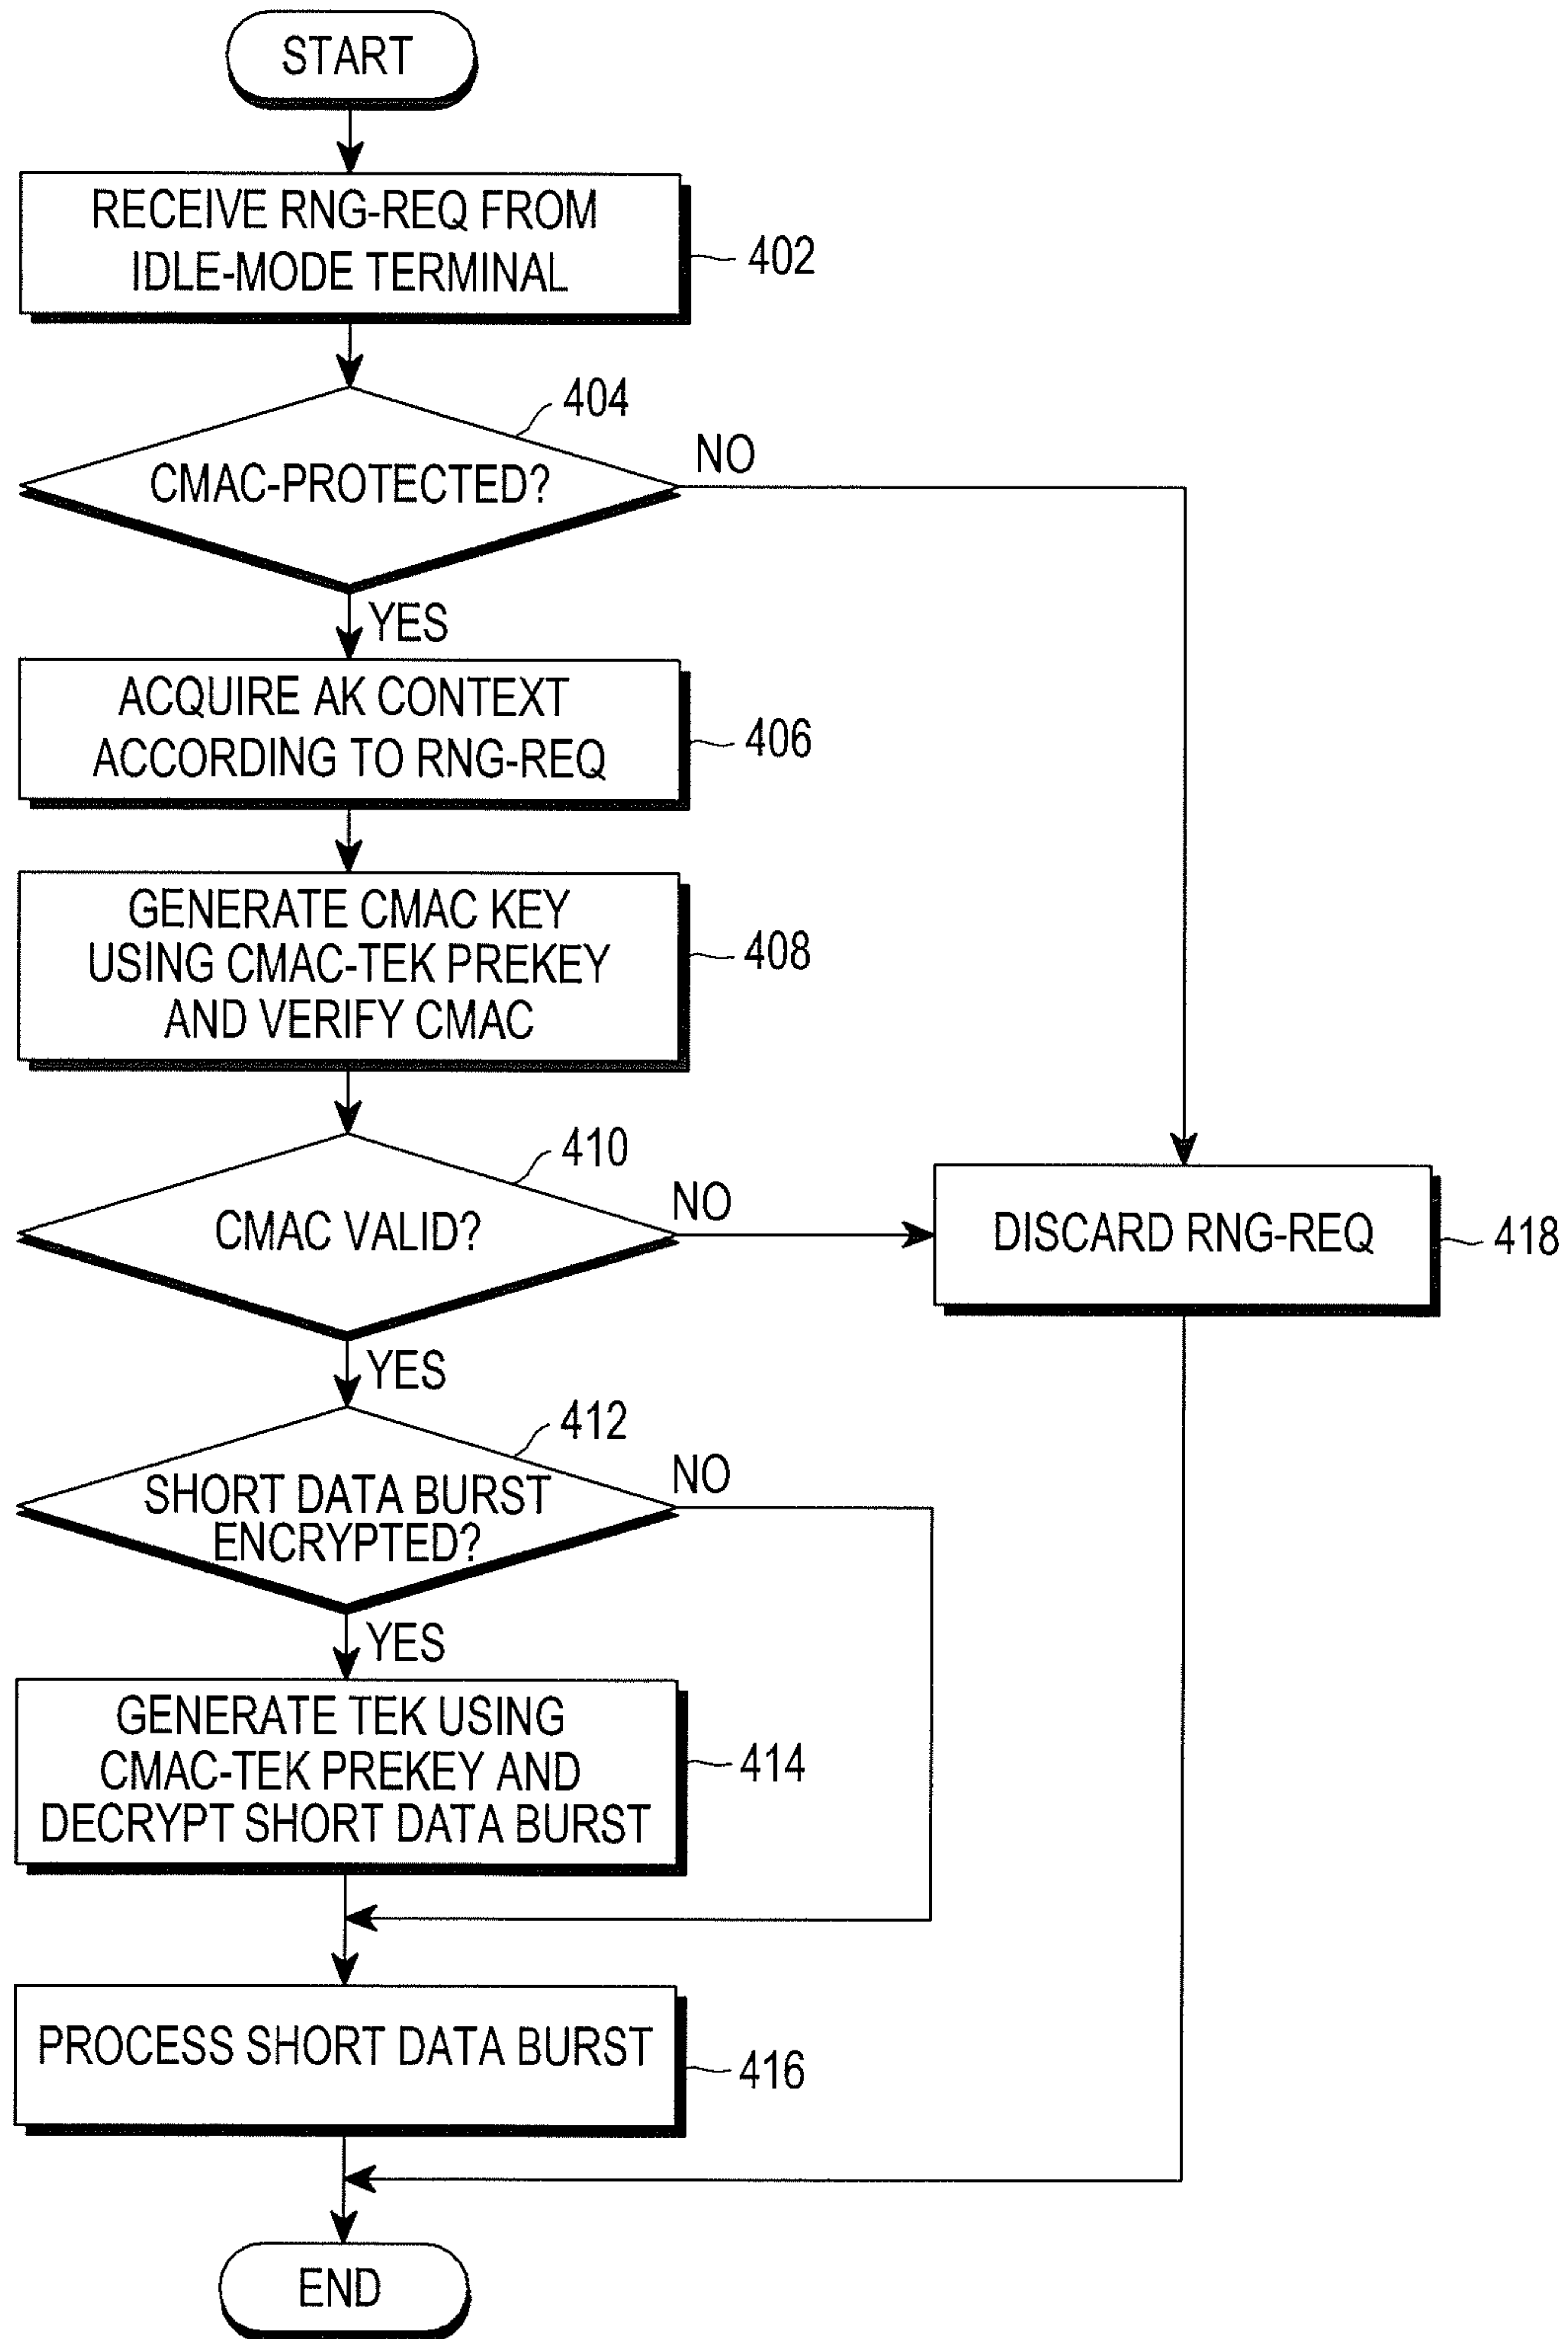 START
RECEIVE RNG-REQ FROM
IDLE-MODE TERMINAL
402
404
CMAC-PROTECTED?
NO
YES
ACQUIRE AK CONTEXT
ACCORDING TO RNG-REQ
406
GENERATE CMAC KEY
USING CMAC-TEK PREKEY
AND VERIFY CMAC
408
410
CMAC VALID?
NO
DISCARD RNG-REQ
418
YES
412
SHORT DATA BURST
ENCRYPTED?
NO
YES
GENERATE TEK USING
CMAC-TEK PREKEY AND
DECRYPT SHORT DATA BURST
414
PROCESS SHORT DATA BURST
416
END